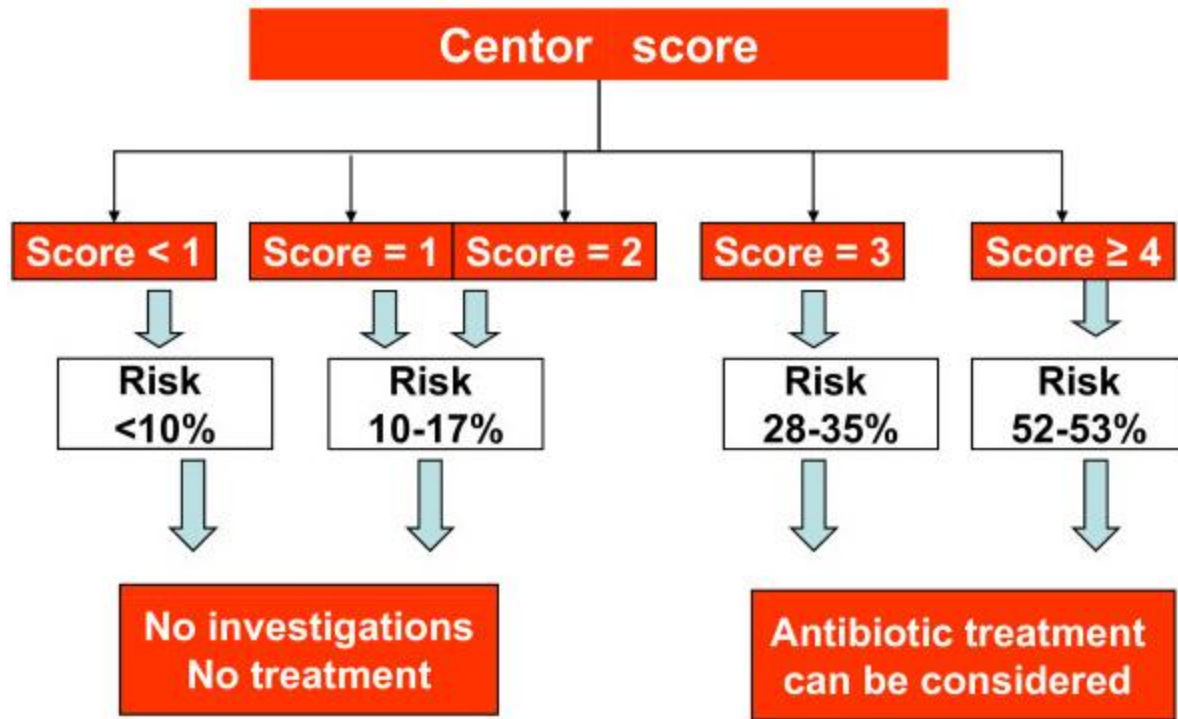 Centor score
Score < 1
Score = 1
Score = 2
Score = 3
Score ≥ 4
Risk
<10%
Risk
10-17%
Risk
28-35%
Risk
52-53%
No investigations
No treatment
Antibiotic treatment
can be considered